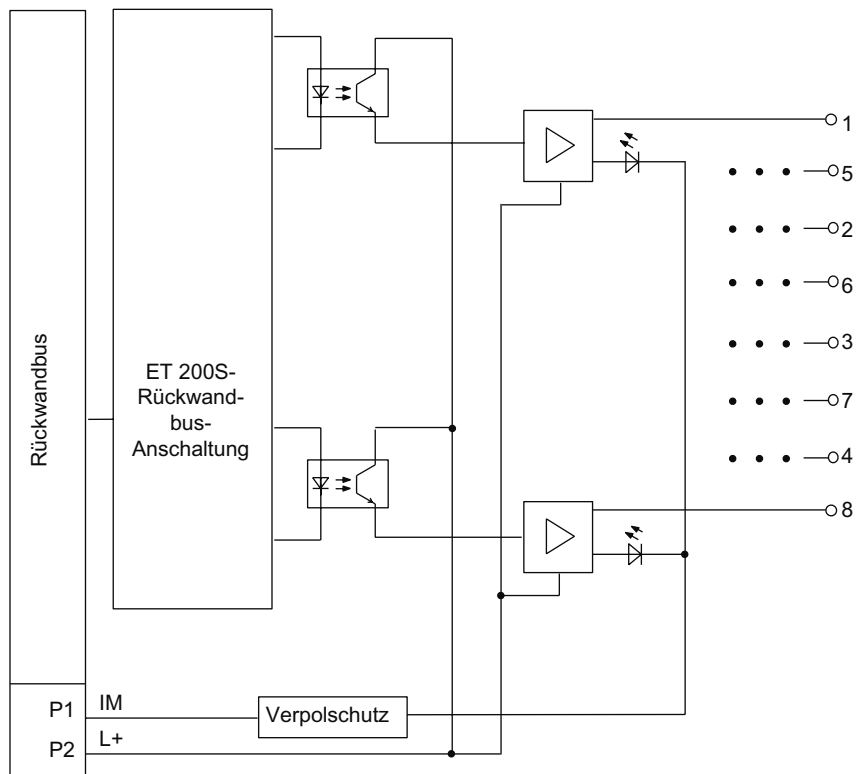 Rückwandbus
ET 200S-
Rückwand-
bus-
Anschaltung
1
5
2
6
3
7
4
8
P1
IM
Verpolschutz
P2
L+